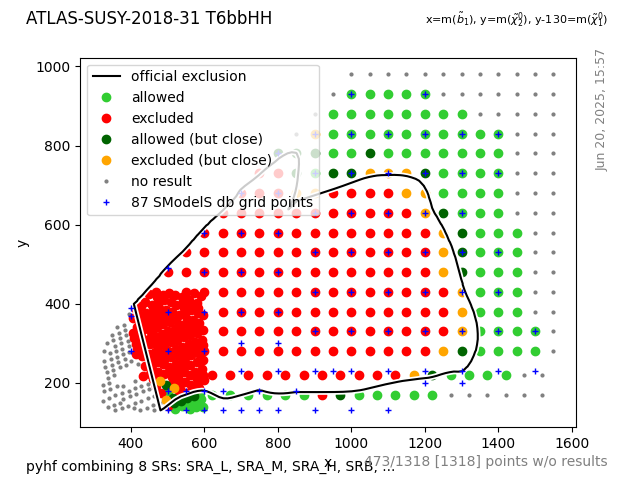 ATLAS-SUSY-2018-31 T6bbHH
x=m(b̃₁), y=m(χ̃⁰₂), y-130=m(χ̃⁰₁)
Jun 20, 2025, 15:57
official exclusion
allowed
excluded
allowed (but close)
excluded (but close)
no result
87 SModelS db grid points
y
1000
800
600
400
200
400 600 800 1000 1200 1400 1600
x
473/1318 [1318] points w/o results
pyhf combining 8 SRs: SRA_L, SRA_M, SRA_H, SRB, ...